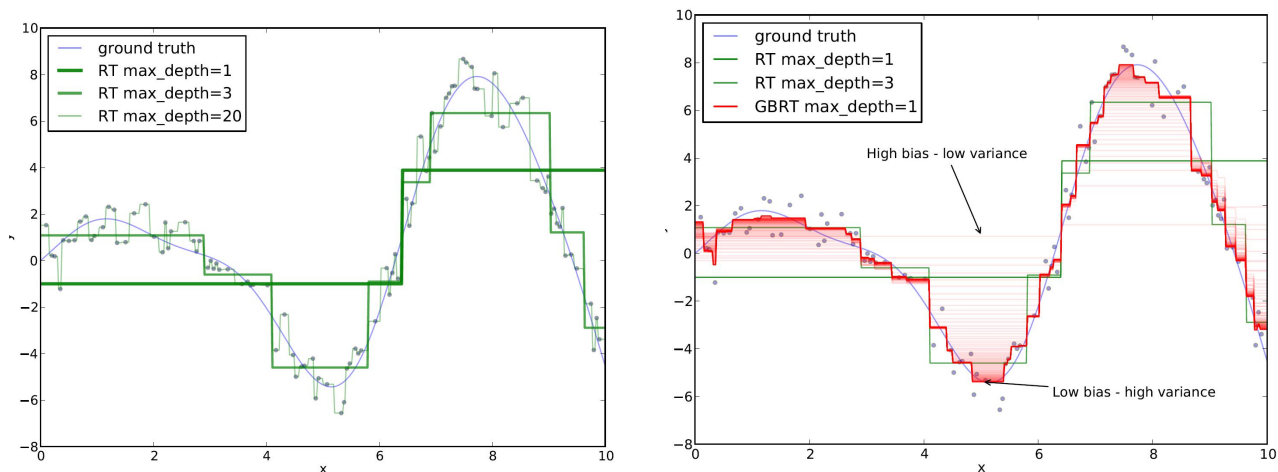 10
8
6
4
2
0
−2
−4
−6
−8
0 2 4 6 8 10
x
y
ground truth
RT max_depth=1
RT max_depth=3
RT max_depth=20
10
8
6
4
2
0
−2
−4
−6
−8
0 2 4 6 8 10
x
ground truth
RT max_depth=1
RT max_depth=3
GBRT max_depth=1
High bias - low variance
Low bias - high variance